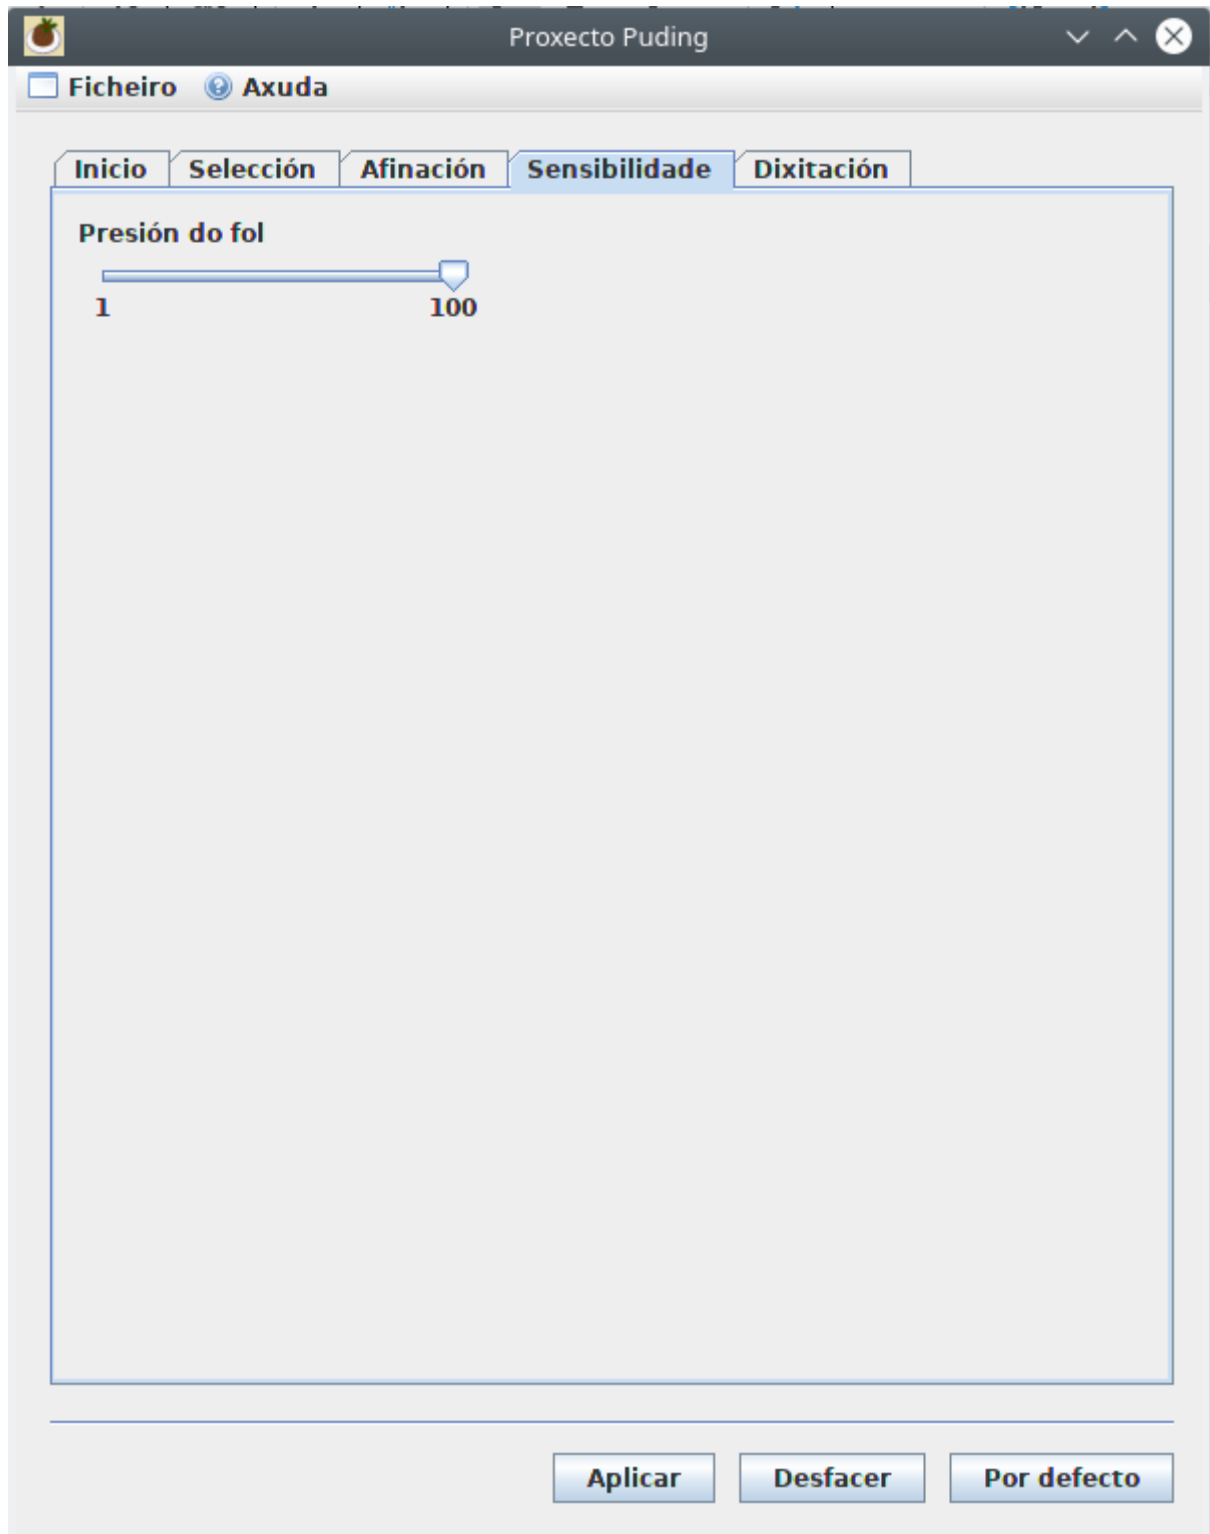 Proxecto Puding
Ficheiro Axuda
Inicio Selección Afinación Sensibilidade Dixitación
Presión do fol
1 100
Aplicar Desfacer Por defecto